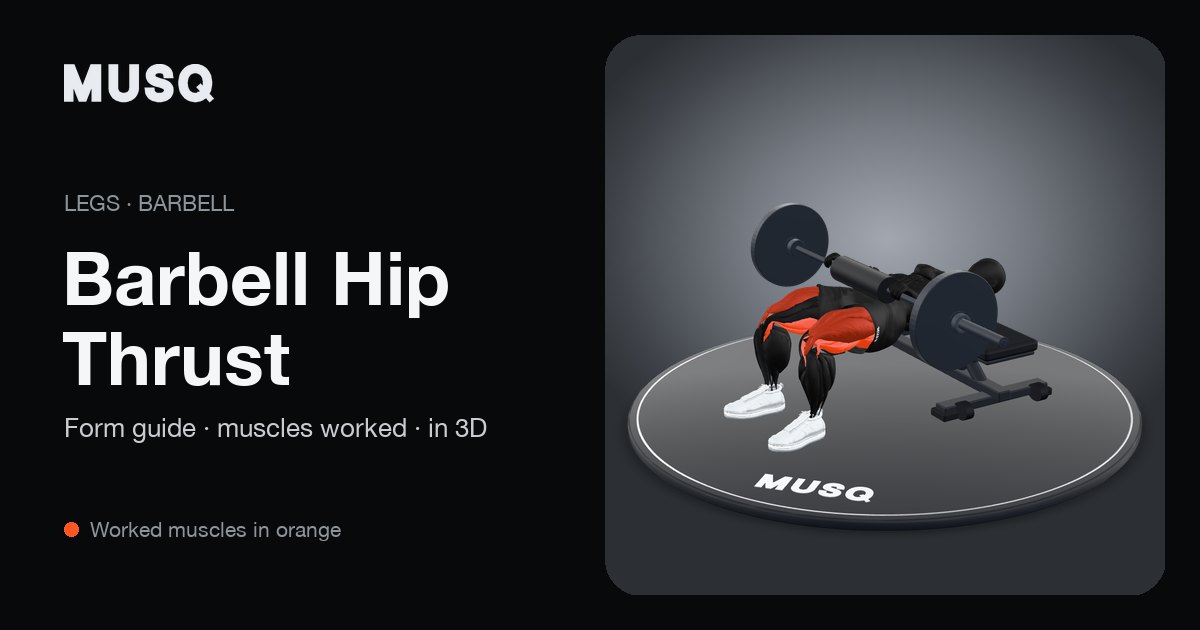 MUSQ
LEGS · BARBELL
Barbell Hip
Thrust
Form guide · muscles worked · in 3D
Worked muscles in orange
MUSQ